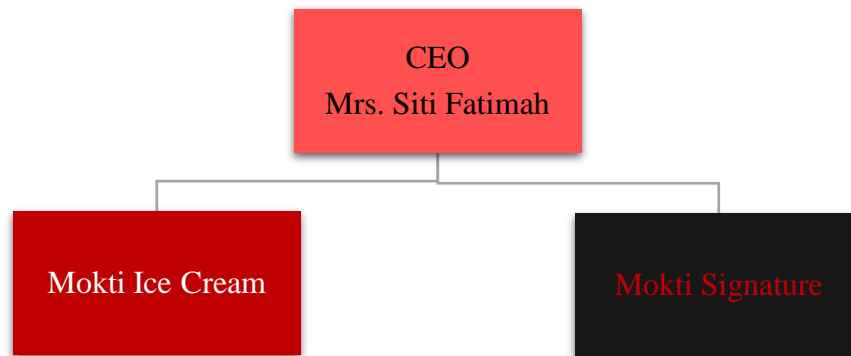 CEO
Mrs. Siti Fatimah
Mokti Ice Cream
Mokti Signature